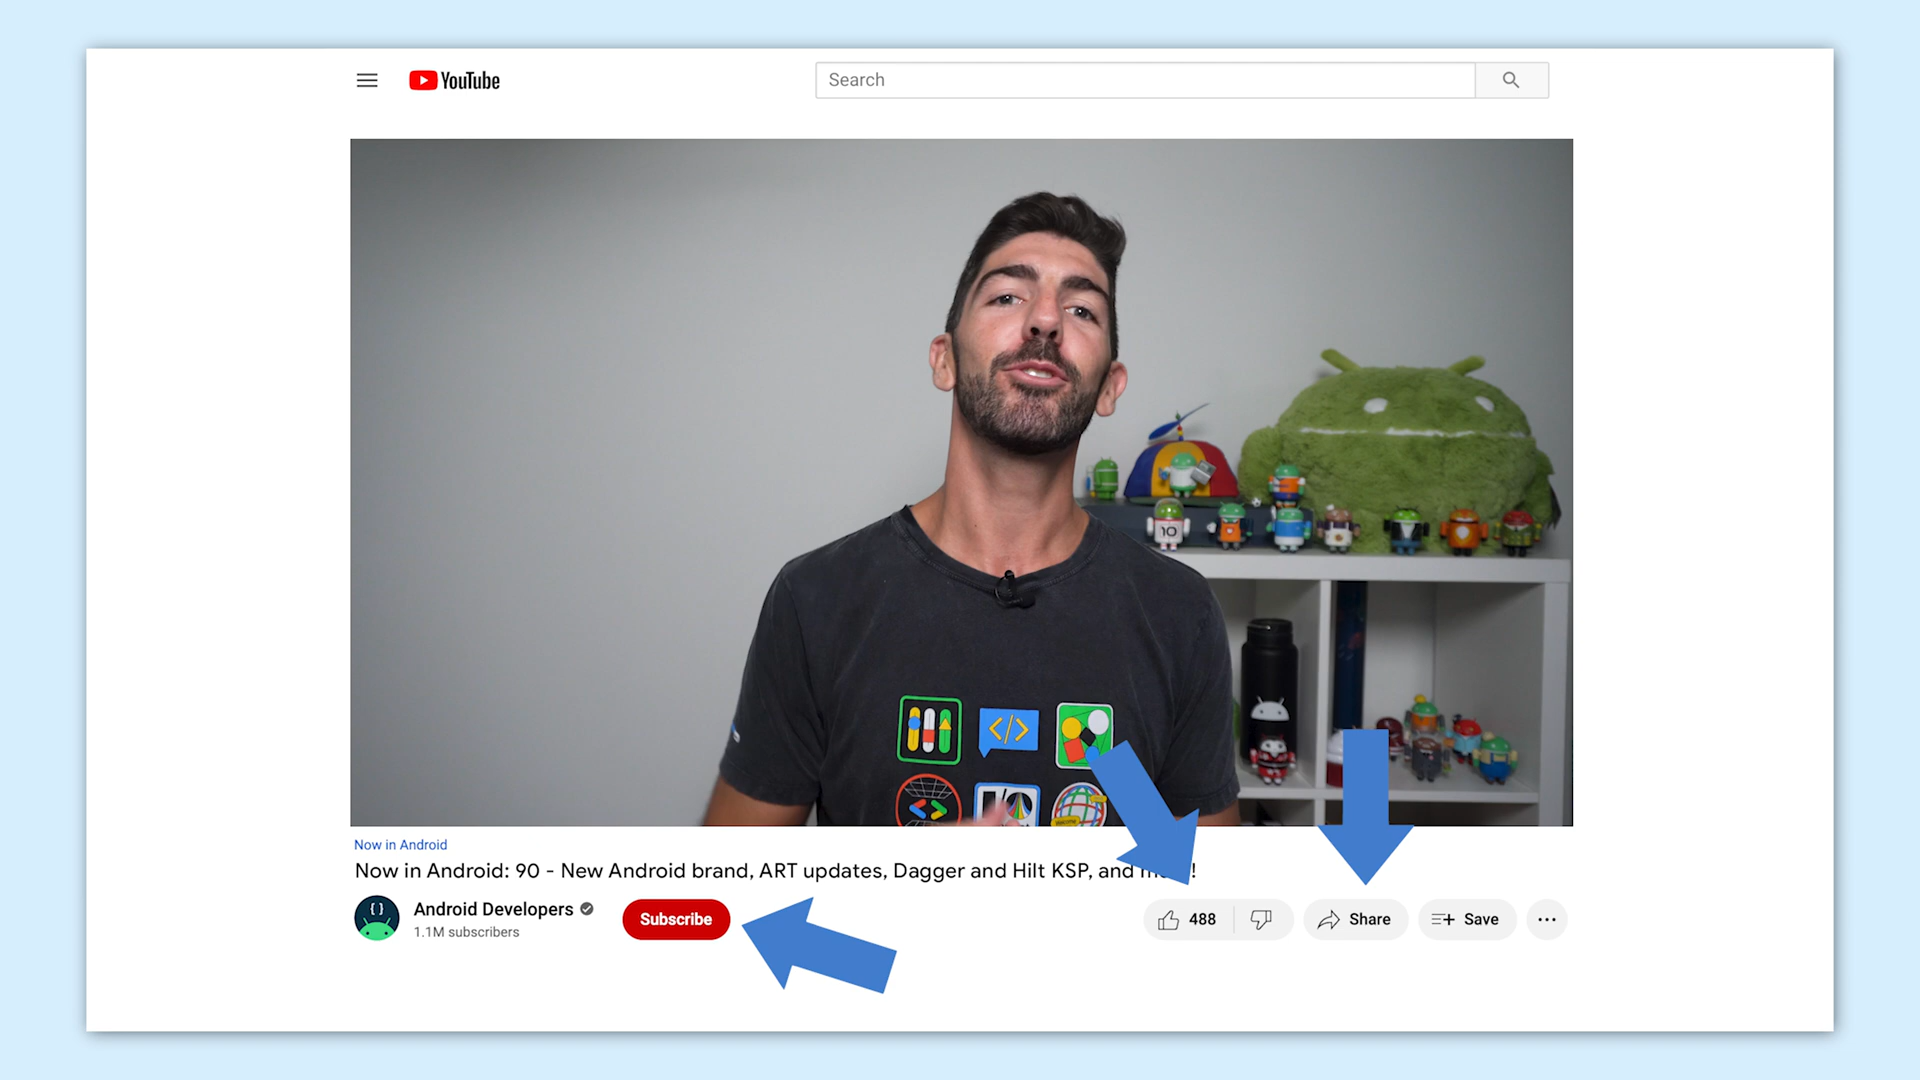 YouTube
Search
10
</>
I/O
Now in Android
Now in Android: 90 - New Android brand, ART updates, Dagger and Hilt KSP, and
Android Developers
1.1M subscribers
Subscribe
488
Share
Save